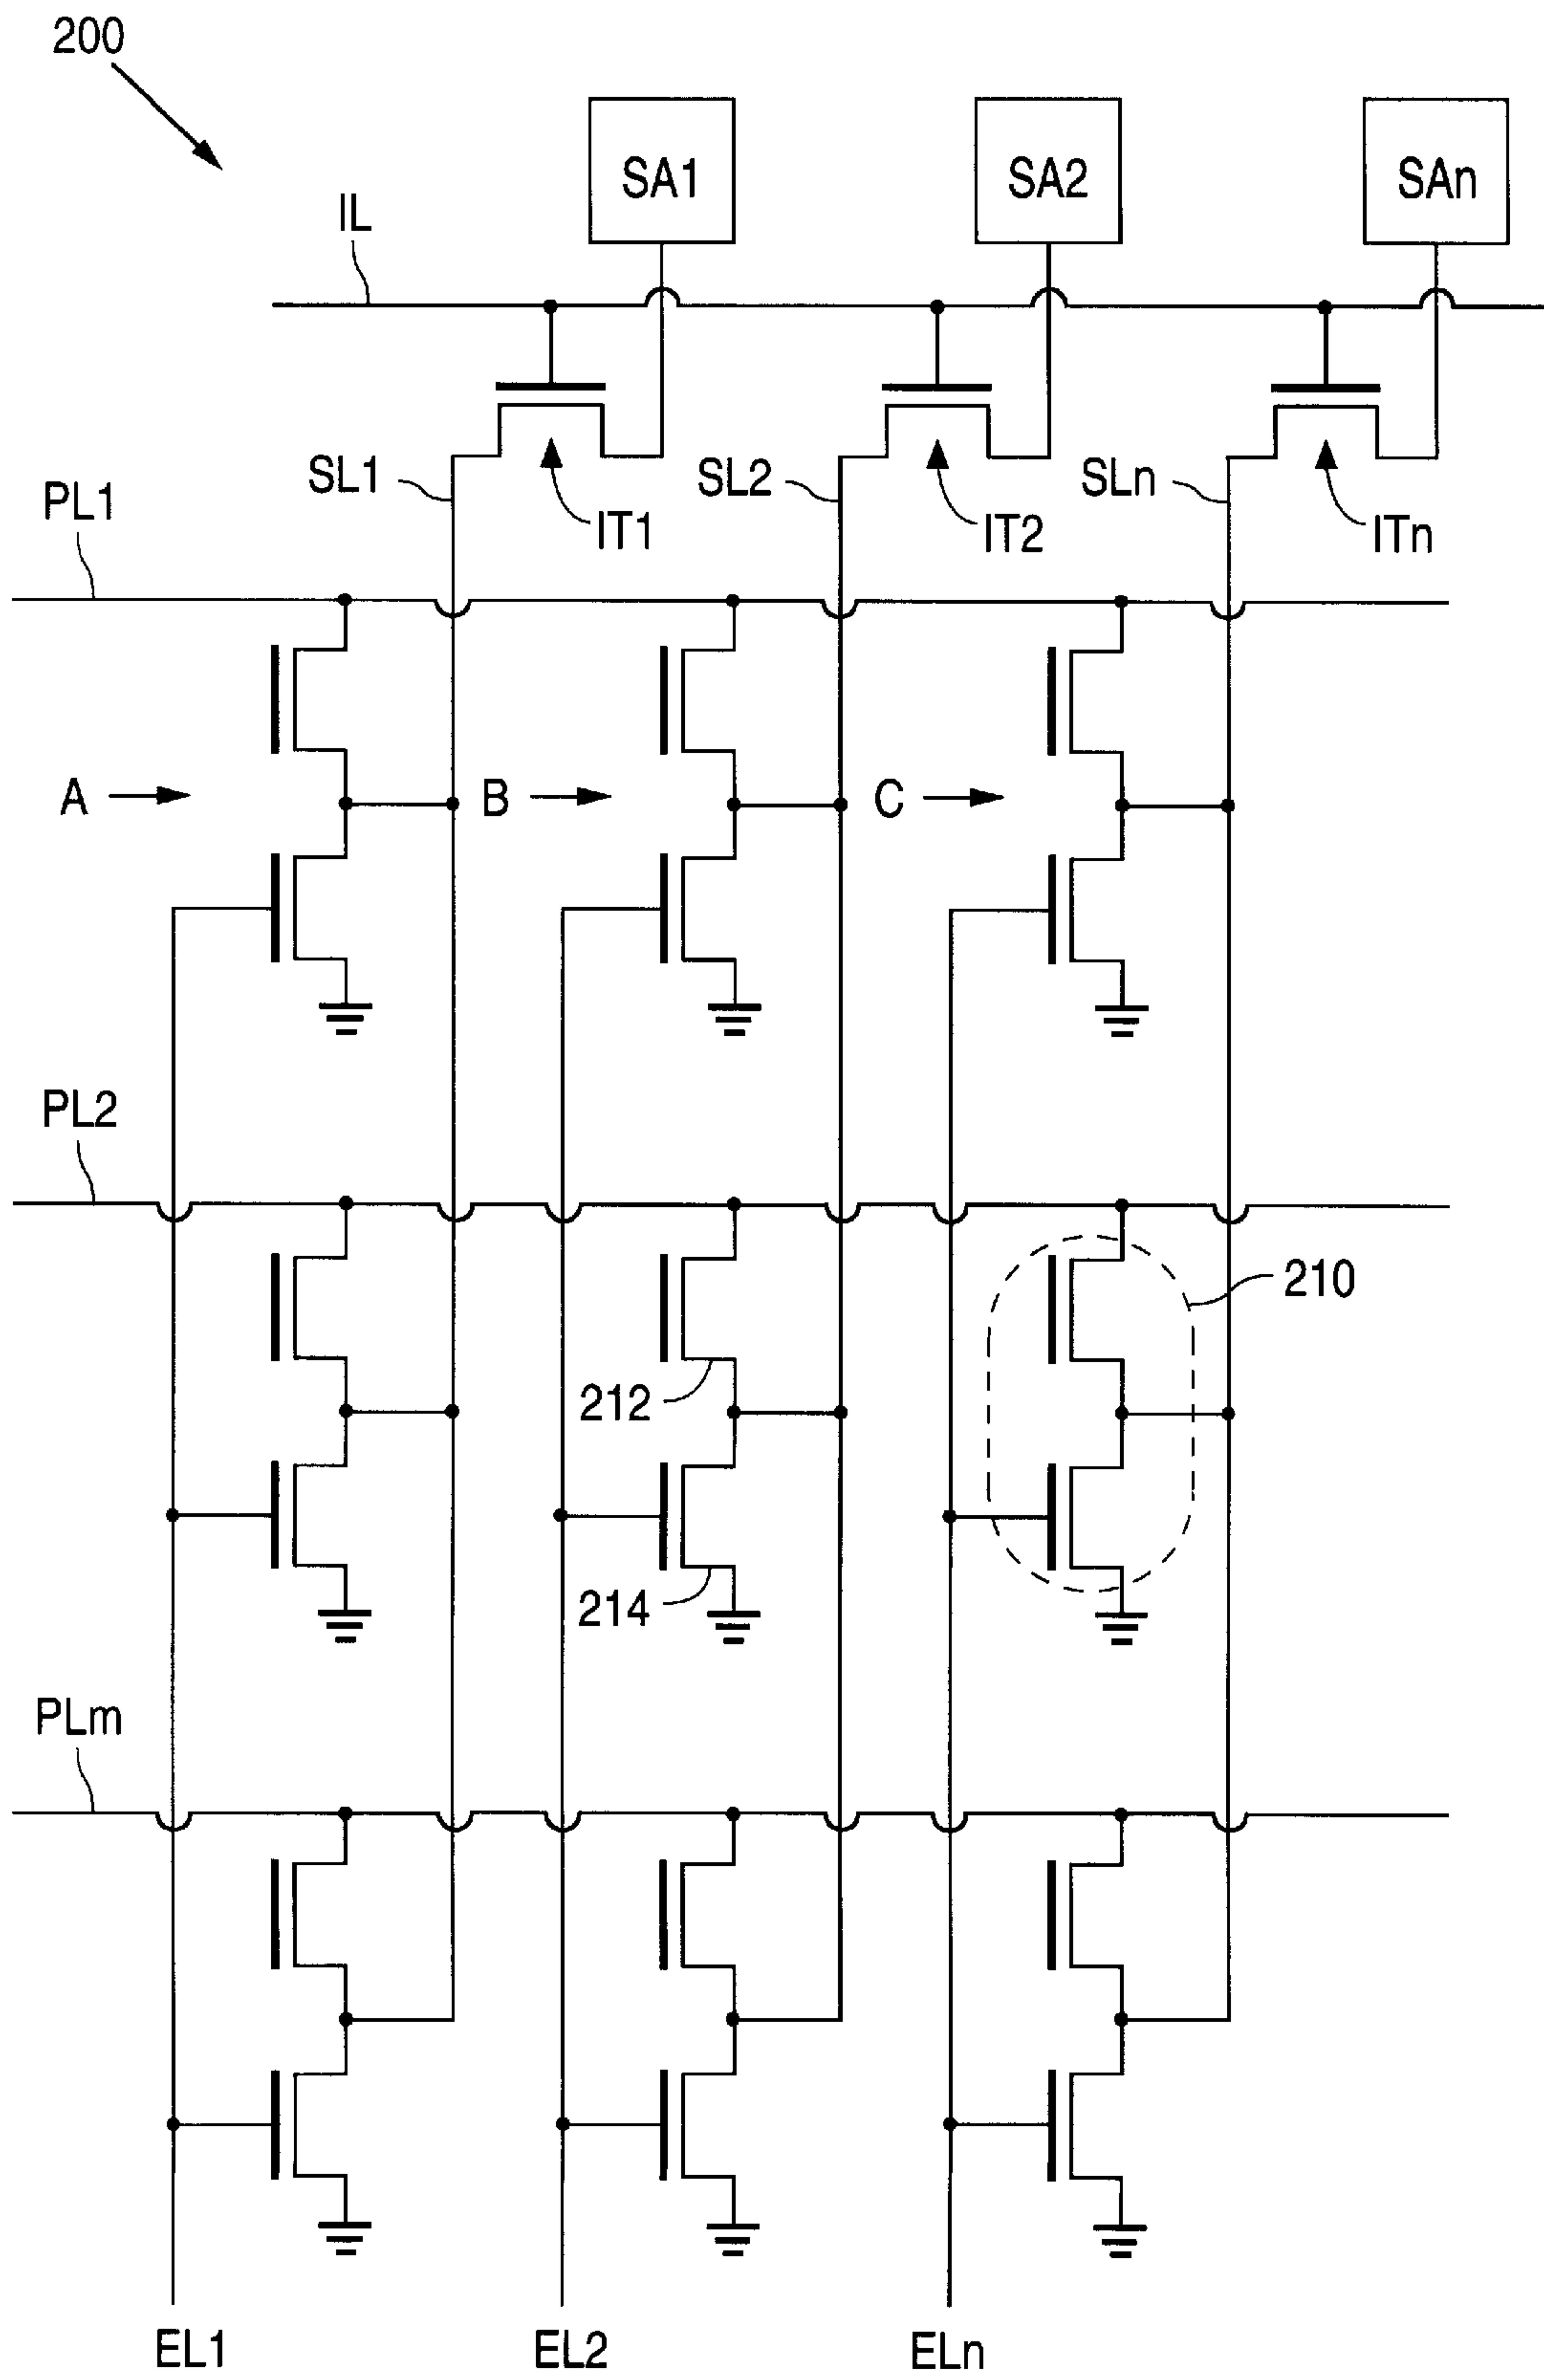 200
SA1 SA2 SAn
IL
SL1 SL2 SLn
PL1
IT1 IT2 ITn
A B C
PL2
210
212
214
PLm
EL1 EL2 ELn